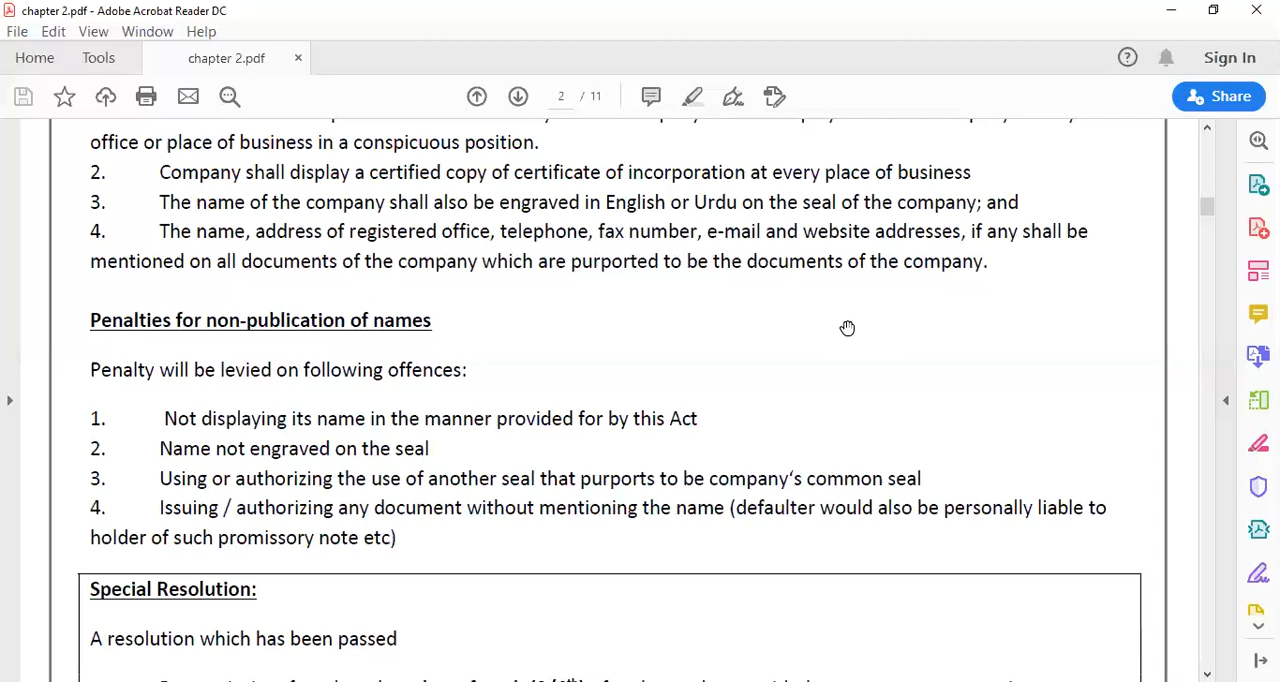 chapter 2.pdf - Adobe Acrobat Reader DC
File Edit View Window Help
Home Tools chapter 2.pdf × Sign In
2 / 11 Share
office or place of business in a conspicuous position.
2. Company shall display a certified copy of certificate of incorporation at every place of business
3. The name of the company shall also be engraved in English or Urdu on the seal of the company; and
4. The name, address of registered office, telephone, fax number, e-mail and website addresses, if any shall be
mentioned on all documents of the company which are purported to be the documents of the company.
Penalties for non-publication of names
Penalty will be levied on following offences:
1. Not displaying its name in the manner provided for by this Act
2. Name not engraved on the seal
3. Using or authorizing the use of another seal that purports to be company‘s common seal
4. Issuing / authorizing any document without mentioning the name (defaulter would also be personally liable to
holder of such promissory note etc)
Special Resolution:
A resolution which has been passed